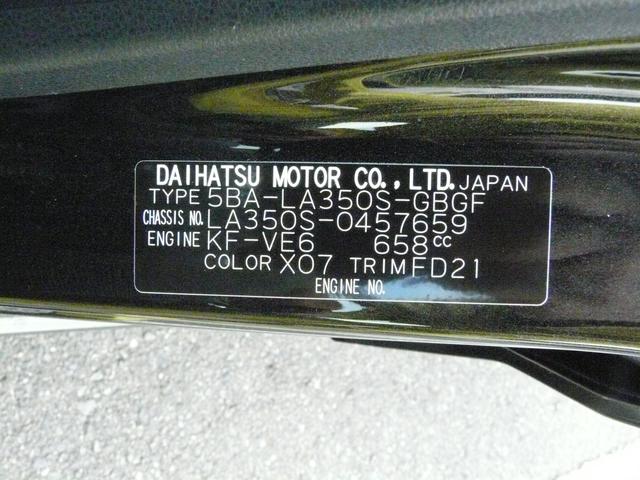 DAIHATSU MOTOR CO., LTD. JAPAN
TYPE 5BA-LA350S-GBGF
CHASSIS NO. LA350S-0457659
ENGINE KF-VE6 658cc
COLOR X07 TRIM FD21
ENGINE NO.